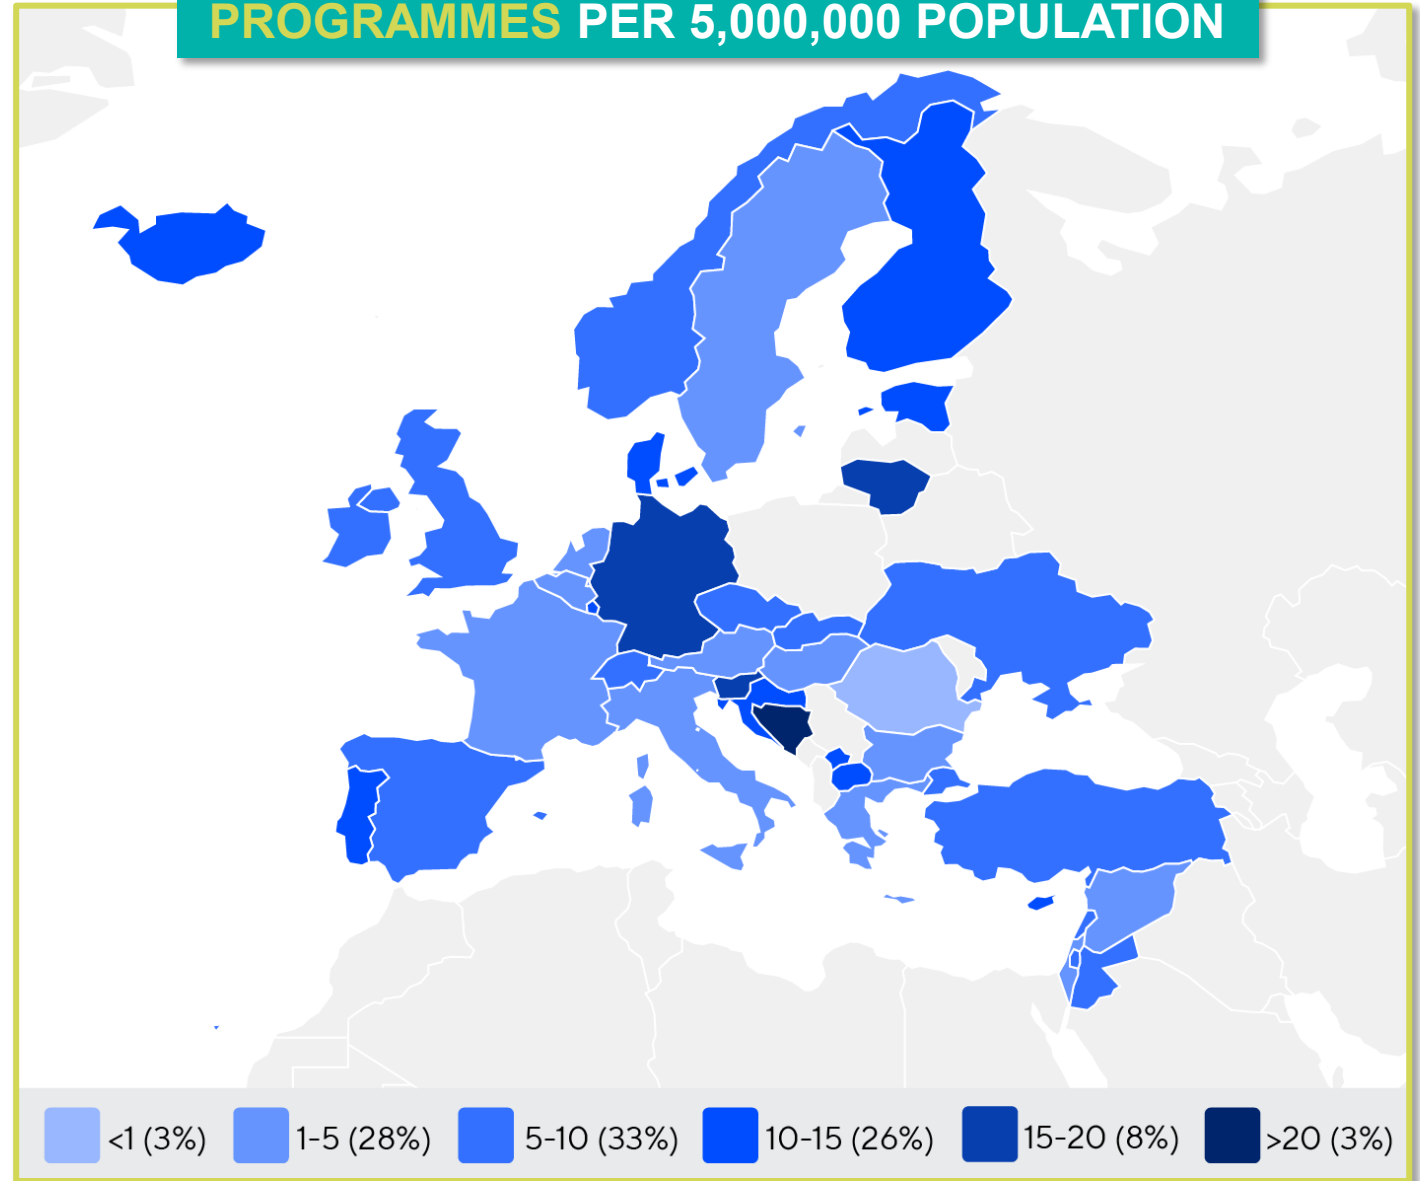 PROGRAMMES PER 5,000,000 POPULATION
<1 (3%) 1-5 (28%) 5-10 (33%) 10-15 (26%) 15-20 (8%) >20 (3%)